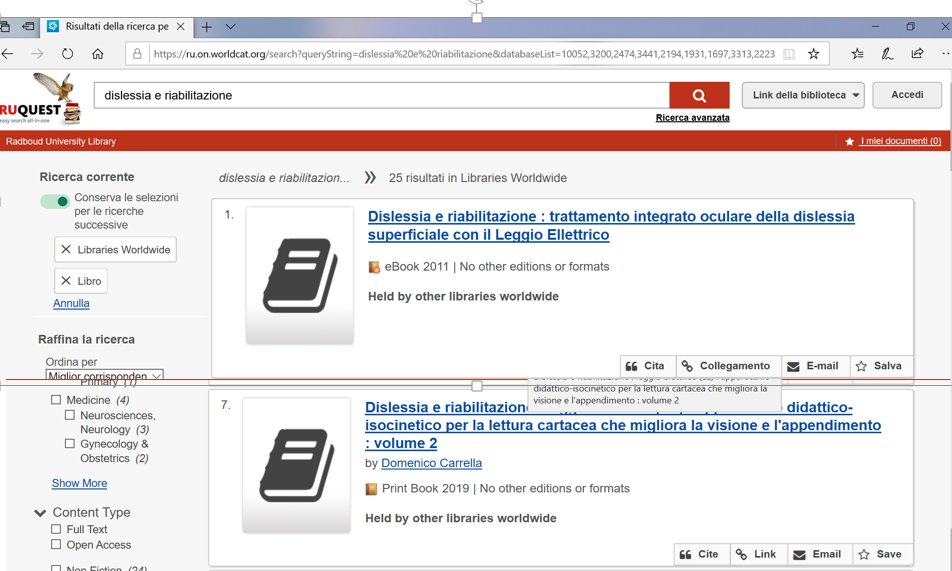 Risultati della ricerca pe
https://ru.on.worldcat.org/search?queryString=dislessia%20e%20riabilitazione&databaseList=10052,3200,2474,3441,2194,1931,1697,3313,2223
RUQUEST
easy search all-in-one
dislessia e riabilitazione
Link della biblioteca
Accedi
Ricerca avanzata
Radboud University Library
I miei documenti (0)
Ricerca corrente
Conserva le selezioni
per le ricerche
successive
Libraries Worldwide
Libro
Annulla
Raffina la ricerca
Ordina per
Miglior corrisponden
dislessia e riabilitazion...
25 risultati in Libraries Worldwide
1.
Dislessia e riabilitazione : trattamento integrato oculare della dislessia
superficiale con il Leggio Ellettrico
eBook 2011 | No other editions or formats
Held by other libraries worldwide
Cita
Collegamento
E-mail
Salva
Primary (1)
Medicine (4)
Neurosciences,
Neurology (3)
Gynecology &
Obstetrics (2)
Show More
Content Type
Full Text
Open Access
Non Fiction (24)
didattico-isocinetico per la lettura cartacea che migliora la
visione e l'appendimento : volume 2
7.
Dislessia e riabilitazione didattico-
isocinetico per la lettura cartacea che migliora la visione e l'appendimento
: volume 2
by Domenico Carrella
Print Book 2019 | No other editions or formats
Held by other libraries worldwide
Cite
Link
Email
Save